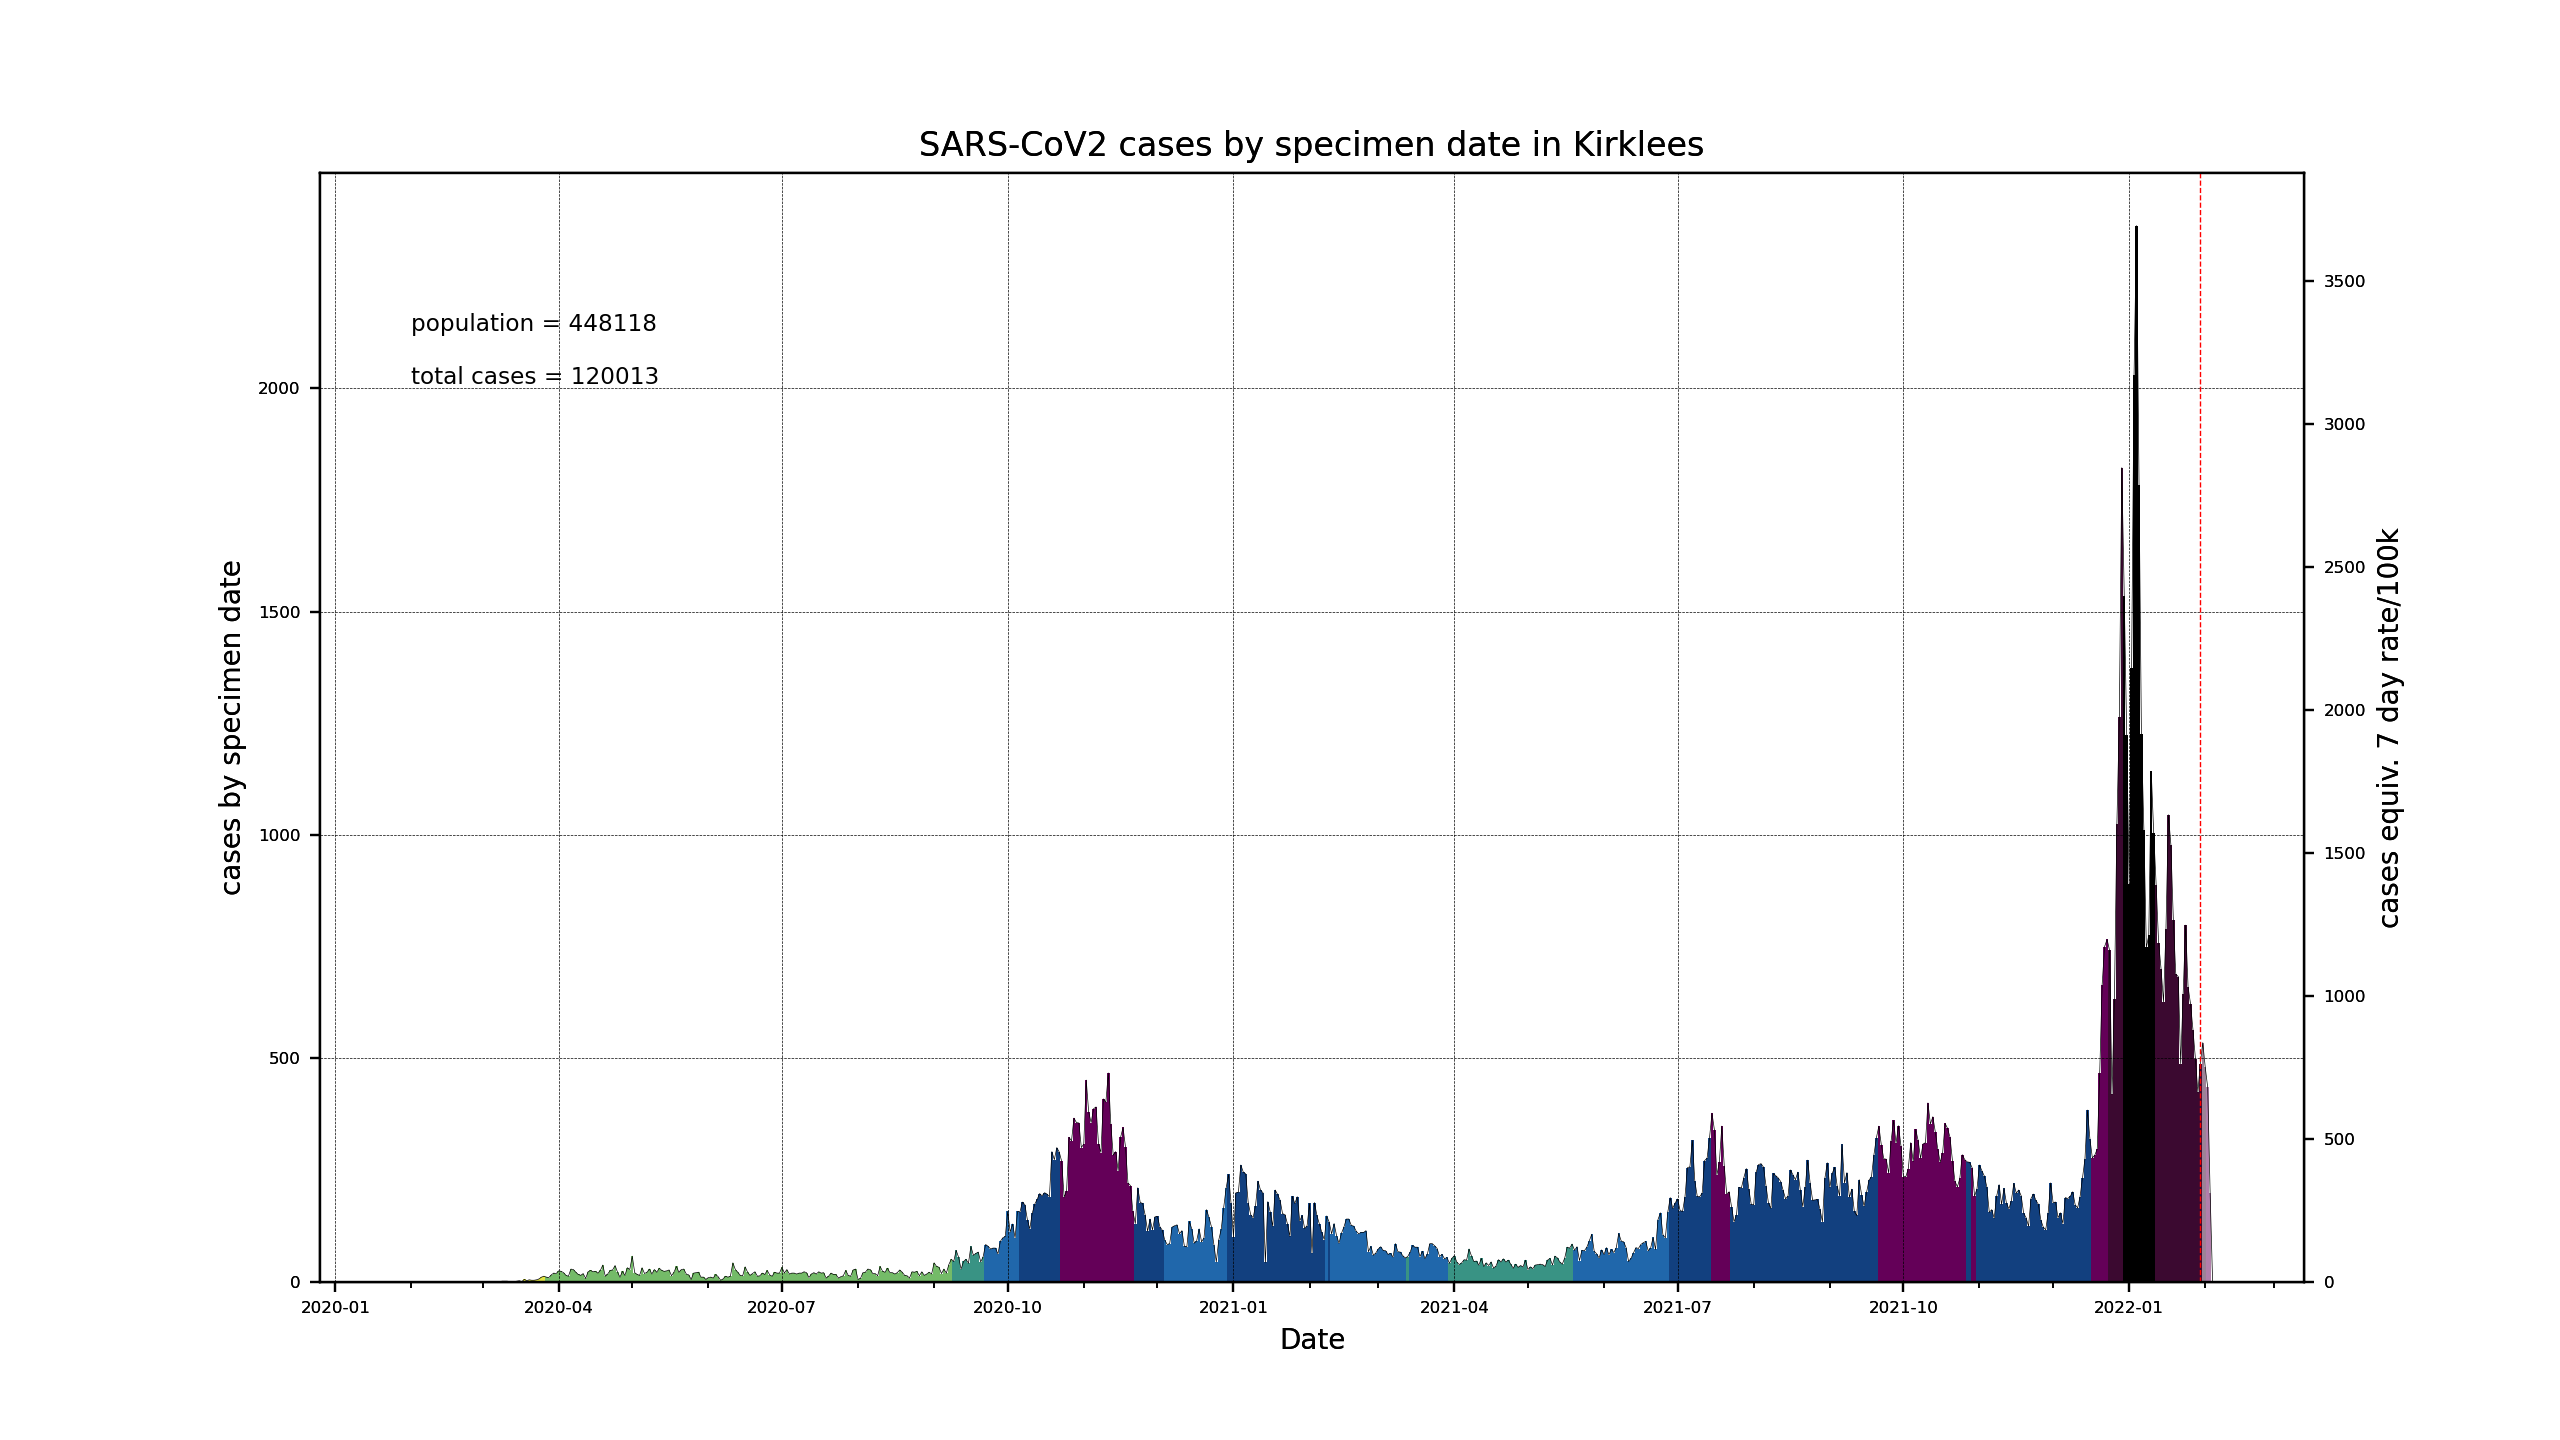 SARS-CoV2 cases by specimen date in Kirklees
population = 448118
total cases = 120013
cases by specimen date
2000
1500
1000
500
0
3500
3000
2500
2000
1500
1000
500
0
cases equiv. 7 day rate/100k
2020-01 2020-04 2020-07 2020-10 2021-01 2021-04 2021-07 2021-10 2022-01
Date